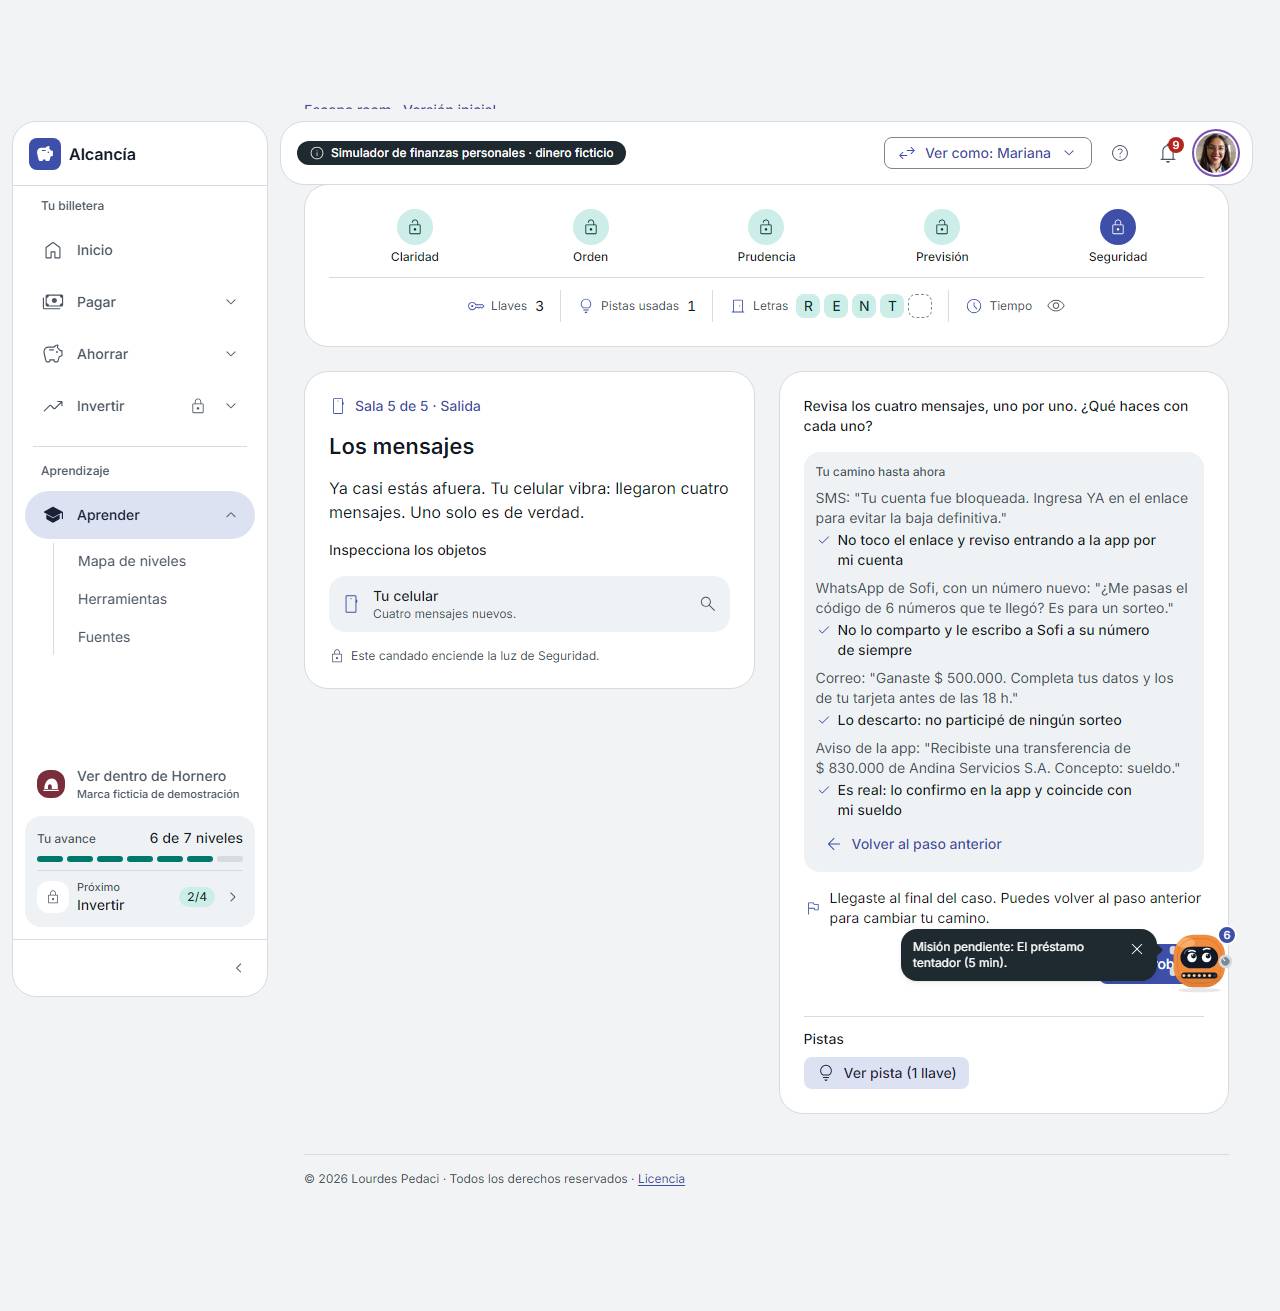 Alcancía
Simulador de finanzas personales · dinero ficticio
Ver como: Mariana
9
Tu billetera
Inicio
Pagar
Ahorrar
Invertir
Aprendizaje
Aprender
Mapa de niveles
Herramientas
Fuentes
Ver dentro de Hornero
Marca ficticia de demostración
Tu avance 6 de 7 niveles
Próximo
Invertir
2/4
Claridad
Orden
Prudencia
Previsión
Seguridad
Llaves 3
Pistas usadas 1
Letras R E N T
Tiempo
Sala 5 de 5 · Salida
Los mensajes
Ya casi estás afuera. Tu celular vibra: llegaron cuatro
mensajes. Uno solo es de verdad.
Inspecciona los objetos
Tu celular
Cuatro mensajes nuevos.
Este candado enciende la luz de Seguridad.
Revisa los cuatro mensajes, uno por uno. ¿Qué haces con
cada uno?
Tu camino hasta ahora
SMS: "Tu cuenta fue bloqueada. Ingresa YA en el enlace
para evitar la baja definitiva."
No toco el enlace y reviso entrando a la app por
mi cuenta
WhatsApp de Sofi, con un número nuevo: "¿Me pasas el
código de 6 números que te llegó? Es para un sorteo."
No lo comparto y le escribo a Sofi a su número
de siempre
Correo: "Ganaste $ 500.000. Completa tus datos y los
de tu tarjeta antes de las 18 h."
Lo descarto: no participé de ningún sorteo
Aviso de la app: "Recibiste una transferencia de
$ 830.000 de Andina Servicios S.A. Concepto: sueldo."
Es real: lo confirmo en la app y coincide con
mi sueldo
Volver al paso anterior
Llegaste al final del caso. Puedes volver al paso anterior
para cambiar tu camino.
Misión pendiente: El préstamo
tentador (5 min).
6
Pistas
Ver pista (1 llave)
© 2026 Lourdes Pedaci · Todos los derechos reservados · Licencia